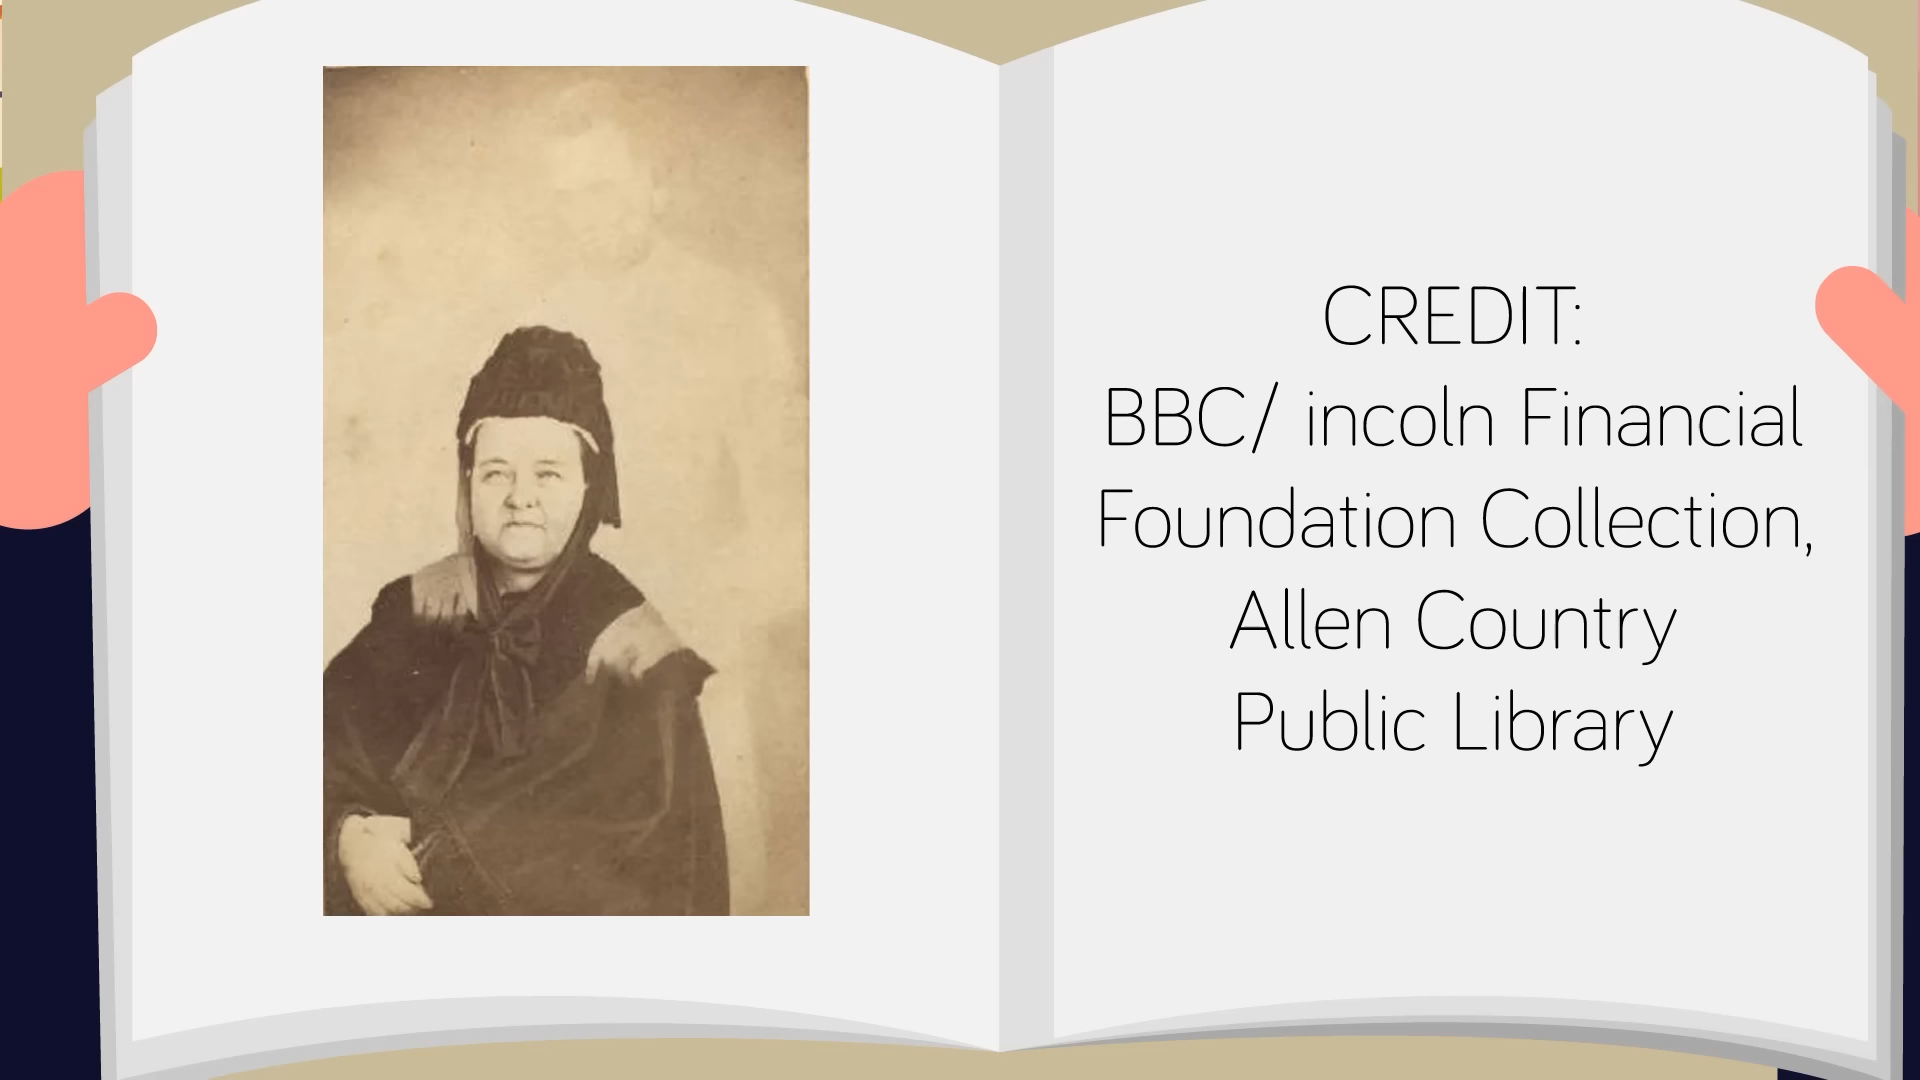 CREDIT:
BBC/ incoln Financial
Foundation Collection,
Allen Country
Public Library